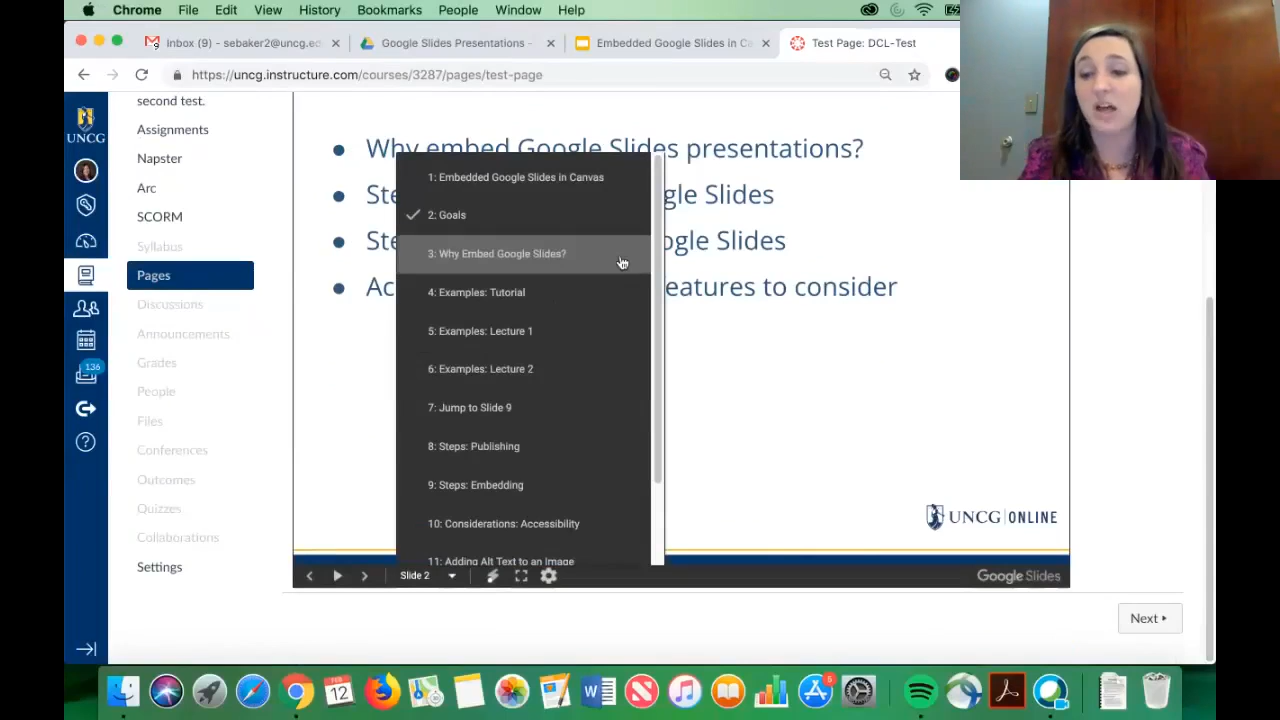 Chrome File Edit View History Bookmarks People Window Help
Inbox (9) - sebaker2@uncg.ed × Google Slides Presentations - × Embedded Google Slides in Ca × Test Page: DCL-Test
https://uncg.instructure.com/courses/3287/pages/test-page
UNCG
136
second test.
Assignments
Napster
Arc
SCORM
Syllabus
Pages
Discussions
Announcements
Grades
People
Files
Conferences
Outcomes
Quizzes
Collaborations
Settings
• Why embed Google Slides presentations?
• Ste gle Slides
• Ste ogle Slides
• Ac eatures to consider
1: Embedded Google Slides in Canvas
2: Goals
3: Why Embed Google Slides?
4: Examples: Tutorial
5: Examples: Lecture 1
6: Examples: Lecture 2
7: Jump to Slide 9
8: Steps: Publishing
9: Steps: Embedding
10: Considerations: Accessibility
11: Adding Alt Text to an Image
UNCG | ONLINE
Slide 2
Google Slides
Next
FEB
12
5